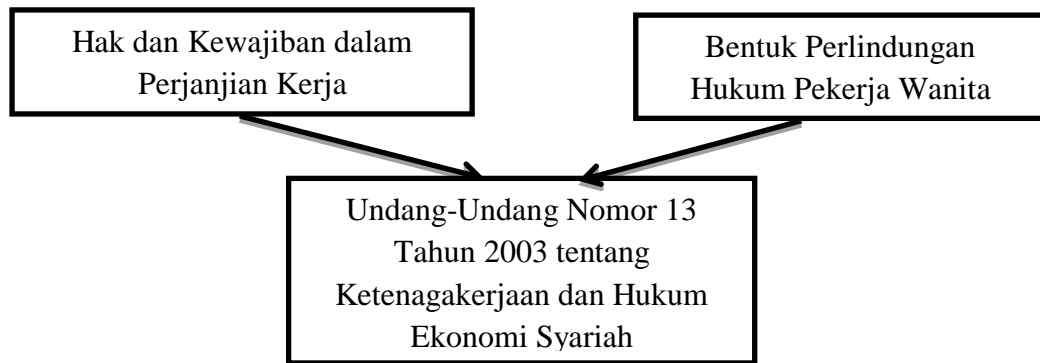 Hak dan Kewajiban dalam
Perjanjian Kerja
Bentuk Perlindungan
Hukum Pekerja Wanita
Undang-Undang Nomor 13
Tahun 2003 tentang
Ketenagakerjaan dan Hukum
Ekonomi Syariah